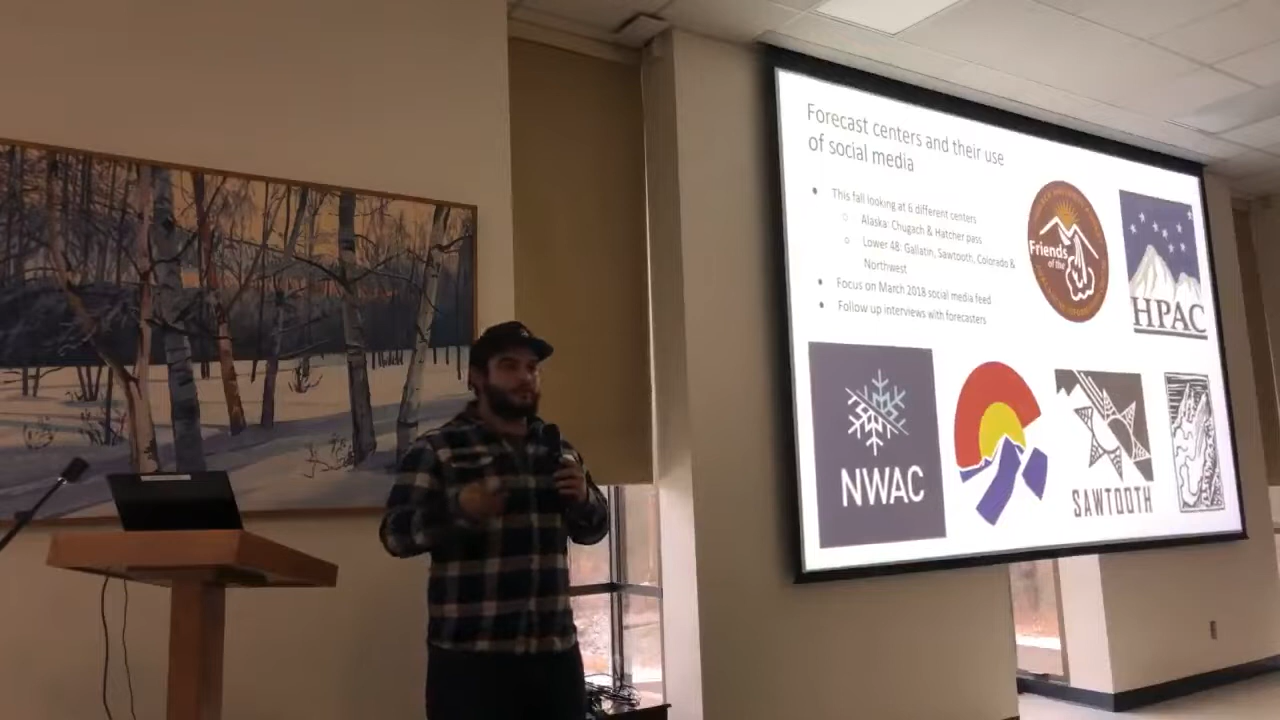 Forecast centers and their use
of social media
This fall looking at 6 different centers
Alaska: Chugach & Hatcher pass
Lower 48: Gallatin, Sawtooth, Colorado &
Northwest
Focus on March 2018 social media feed
Follow up interviews with forecasters
Friends
of the
HPAC
NWAC
SAWTOOTH